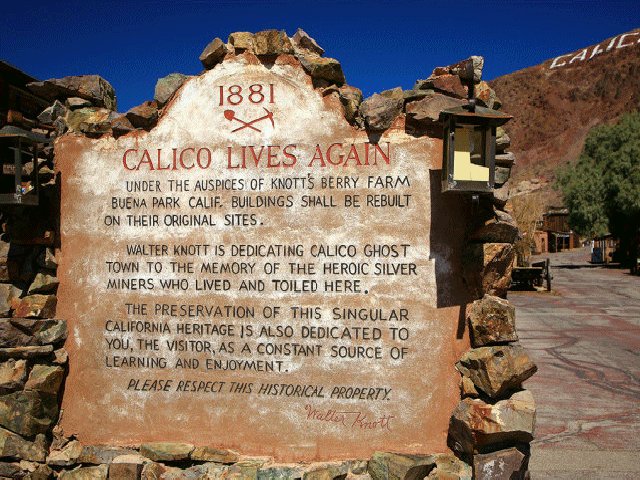 CALICO
1881
CALICO LIVES AGAIN
UNDER THE AUSPICES OF KNOTT'S BERRY FARM
BUENA PARK CALIF. BUILDINGS SHALL BE REBUILT
ON THEIR ORIGINAL SITES.
WALTER KNOTT IS DEDICATING CALICO GHOST
TOWN TO THE MEMORY OF THE HEROIC SILVER
MINERS WHO LIVED AND TOILED HERE.
THE PRESERVATION OF THIS SINGULAR
CALIFORNIA HERITAGE IS ALSO DEDICATED TO
YOU, THE VISITOR, AS A CONSTANT SOURCE OF
LEARNING AND ENJOYMENT.
PLEASE RESPECT THIS HISTORICAL PROPERTY.
Walter Knott